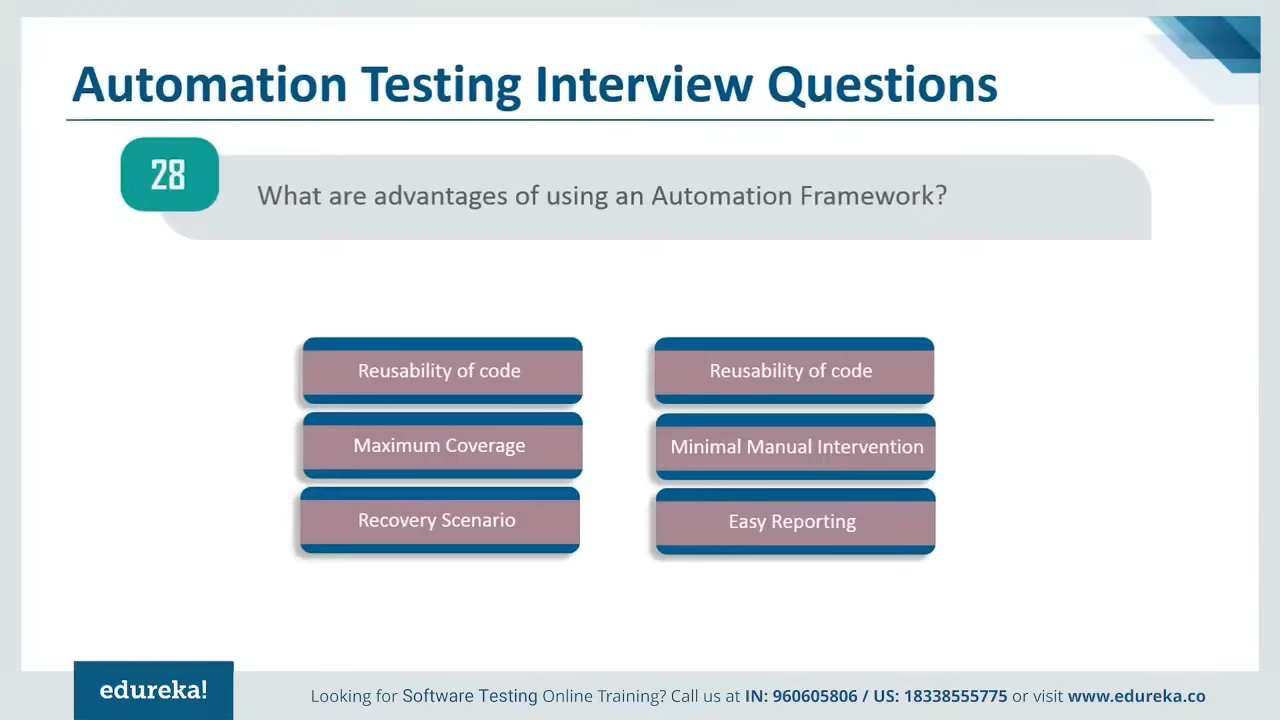 Automation Testing Interview Questions
28
What are advantages of using an Automation Framework?
Reusability of code
Reusability of code
Maximum Coverage
Minimal Manual Intervention
Recovery Scenario
Easy Reporting
edureka!
Looking for Software Testing Online Training? Call us at IN: 960605806 / US: 18338555775 or visit www.edureka.co